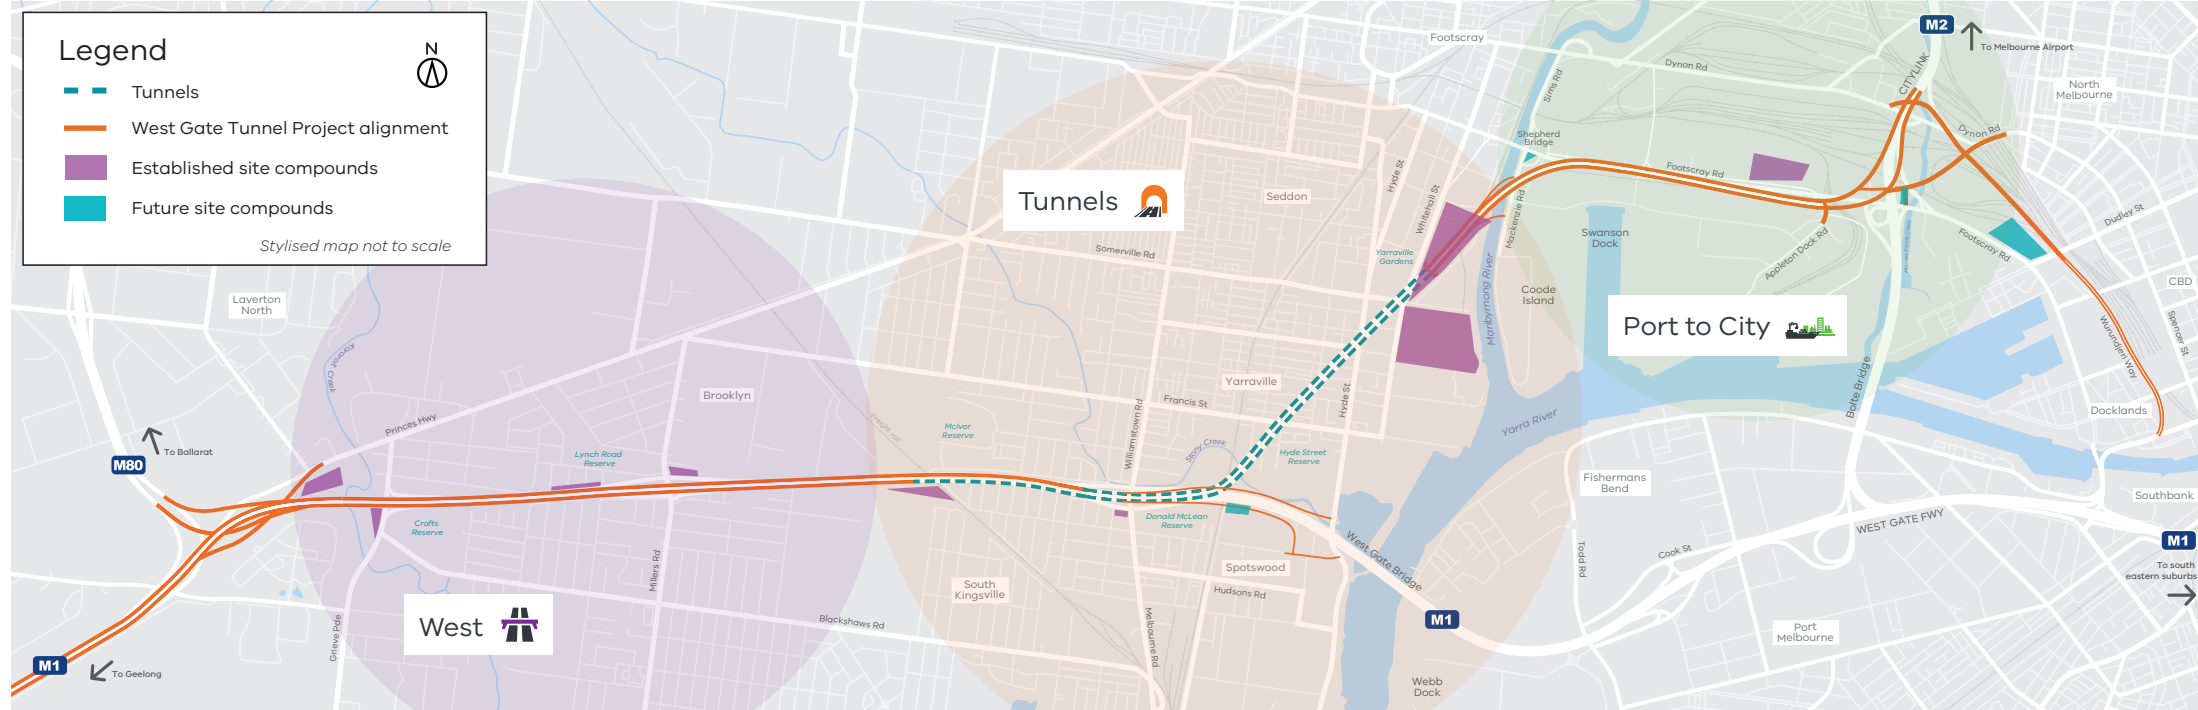 Legend
N
Tunnels
West Gate Tunnel Project alignment
Established site compounds
Future site compounds
Stylised map not to scale
M2
To Melbourne Airport
CITYLINK
Footscray
Dynon Rd
Sims Rd
North
Melbourne
Shepherd
Bridge
Dynon Rd
Hyde St
Whitehall St
Footscray Rd
Seddon
Tunnels
Mackenzie Rd
Dudley St
Swanson
Dock
Appleton Dock Rd
Footscray Rd
Somerville Rd
Yarraville
Gardens
Maribyrnong River
Coode
Island
CBD
Laverton
North
Port to City
Spencer St
Wurundjeri Way
Kororoit Creek
Yarraville
Brooklyn
Francis St
Hyde St
Bolte Bridge
Docklands
Princes Hwy
Freight rail
McIvor
Reserve
Williamstown Rd
Stony Creek
Yarra River
To Ballarat
M80
Lynch Road
Reserve
Hyde Street
Reserve
Fishermans
Bend
Southbank
Crofts
Reserve
Donald McLean
Reserve
WEST GATE FWY
M1
To south
eastern suburbs
West Gate Bridge
Todd Rd
Cook St
Spotswood
Millers Rd
South
Kingsville
Hudsons Rd
M1
West
Grieve Pde
Blackshaws Rd
Melbourne Rd
Port
Melbourne
M1
To Geelong
Webb
Dock